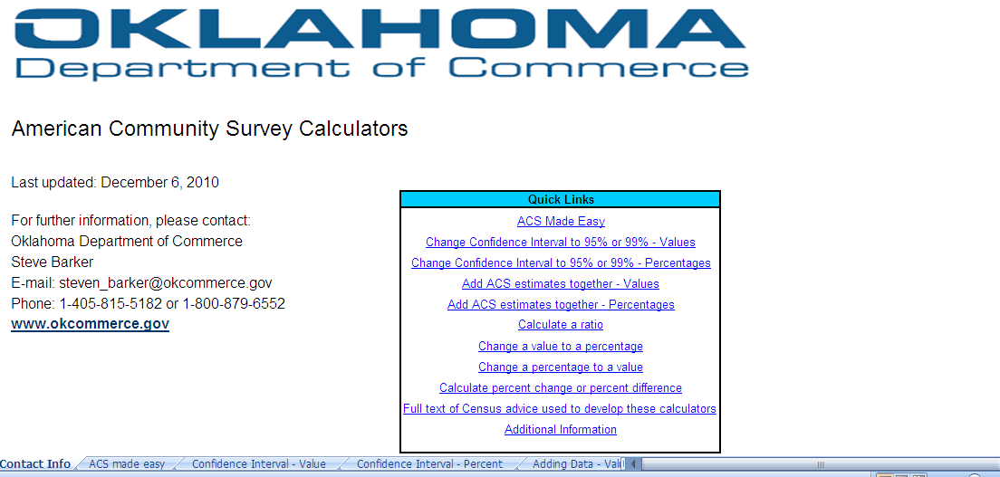 OKLAHOMA
Department of Commerce
American Community Survey Calculators
Last updated: December 6, 2010
For further information, please contact:
Oklahoma Department of Commerce
Steve Barker
E-mail: steven_barker@okcommerce.gov
Phone: 1-405-815-5182 or 1-800-879-6552
www.okcommerce.gov
Quick Links
ACS Made Easy
Change Confidence Interval to 95% or 99% - Values
Change Confidence Interval to 95% or 99% - Percentages
Add ACS estimates together - Values
Add ACS estimates together - Percentages
Calculate a ratio
Change a value to a percentage
Change a percentage to a value
Calculate percent change or percent difference
Full text of Census advice used to develop these calculators
Additional Information
Contact Info ACS made easy Confidence Interval - Value Confidence Interval - Percent Adding Data -